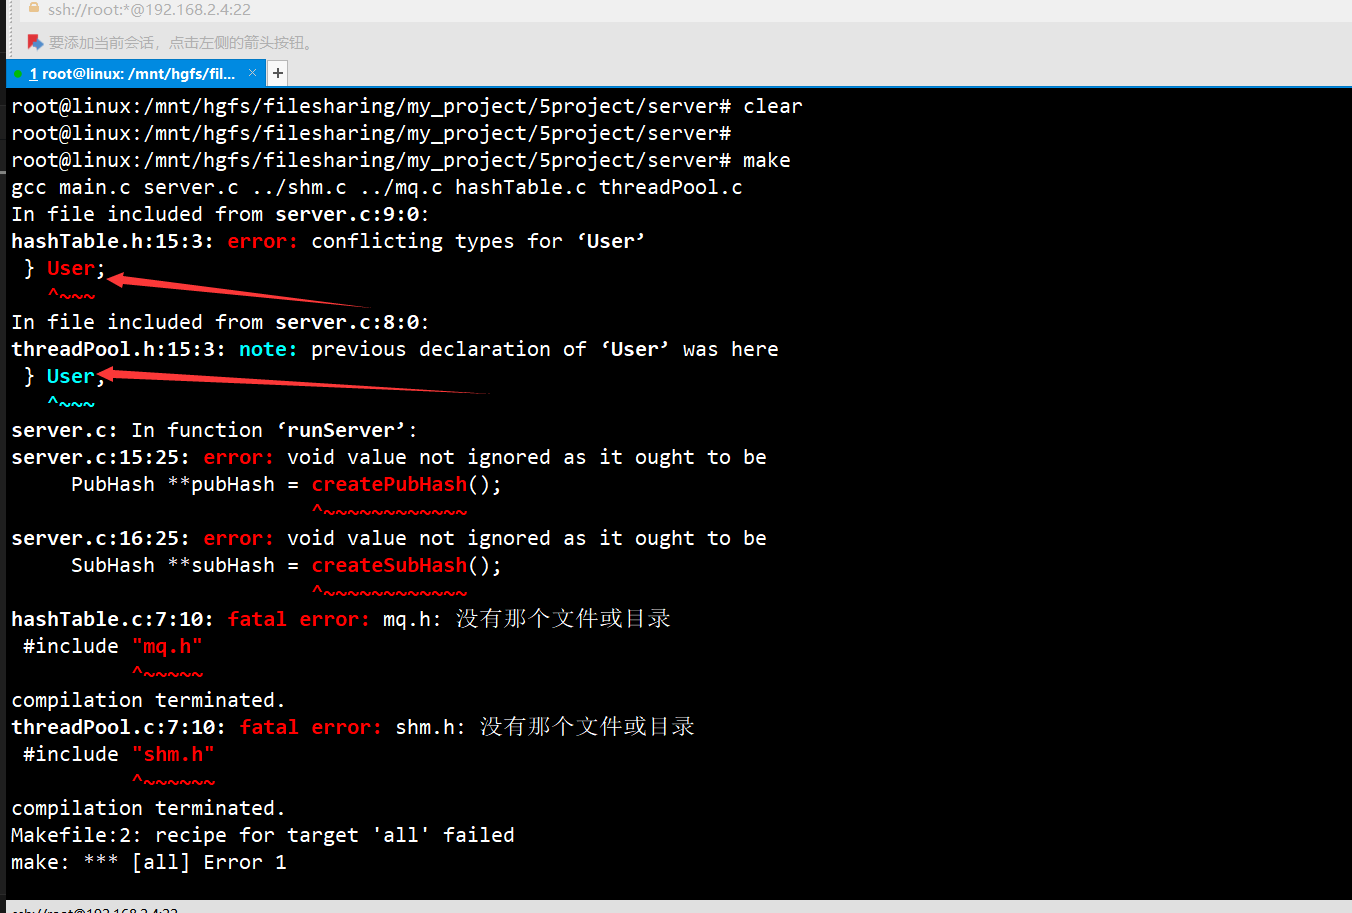 ssh://root:*@192.168.2.4:22
要添加当前会话，点击左侧的箭头按钮。
1 root@linux: /mnt/hgfs/fil... × +
root@linux:/mnt/hgfs/filesharing/my_project/5project/server# clear
root@linux:/mnt/hgfs/filesharing/my_project/5project/server#
root@linux:/mnt/hgfs/filesharing/my_project/5project/server# make
gcc main.c server.c ../shm.c ../mq.c hashTable.c threadPool.c
In file included from server.c:9:0:
hashTable.h:15:3: error: conflicting types for ‘User’
 } User;
   ^~~~
In file included from server.c:8:0:
threadPool.h:15:3: note: previous declaration of ‘User’ was here
 } User;
   ^~~~
server.c: In function ‘runServer’:
server.c:15:25: error: void value not ignored as it ought to be
     PubHash **pubHash = createPubHash();
                         ^~~~~~~~~~~~~
server.c:16:25: error: void value not ignored as it ought to be
     SubHash **subHash = createSubHash();
                         ^~~~~~~~~~~~~
hashTable.c:7:10: fatal error: mq.h: 没有那个文件或目录
 #include "mq.h"
          ^~~~~~
compilation terminated.
threadPool.c:7:10: fatal error: shm.h: 没有那个文件或目录
 #include "shm.h"
          ^~~~~~~
compilation terminated.
Makefile:2: recipe for target 'all' failed
make: *** [all] Error 1
ssh://root@192.168.2.4:22